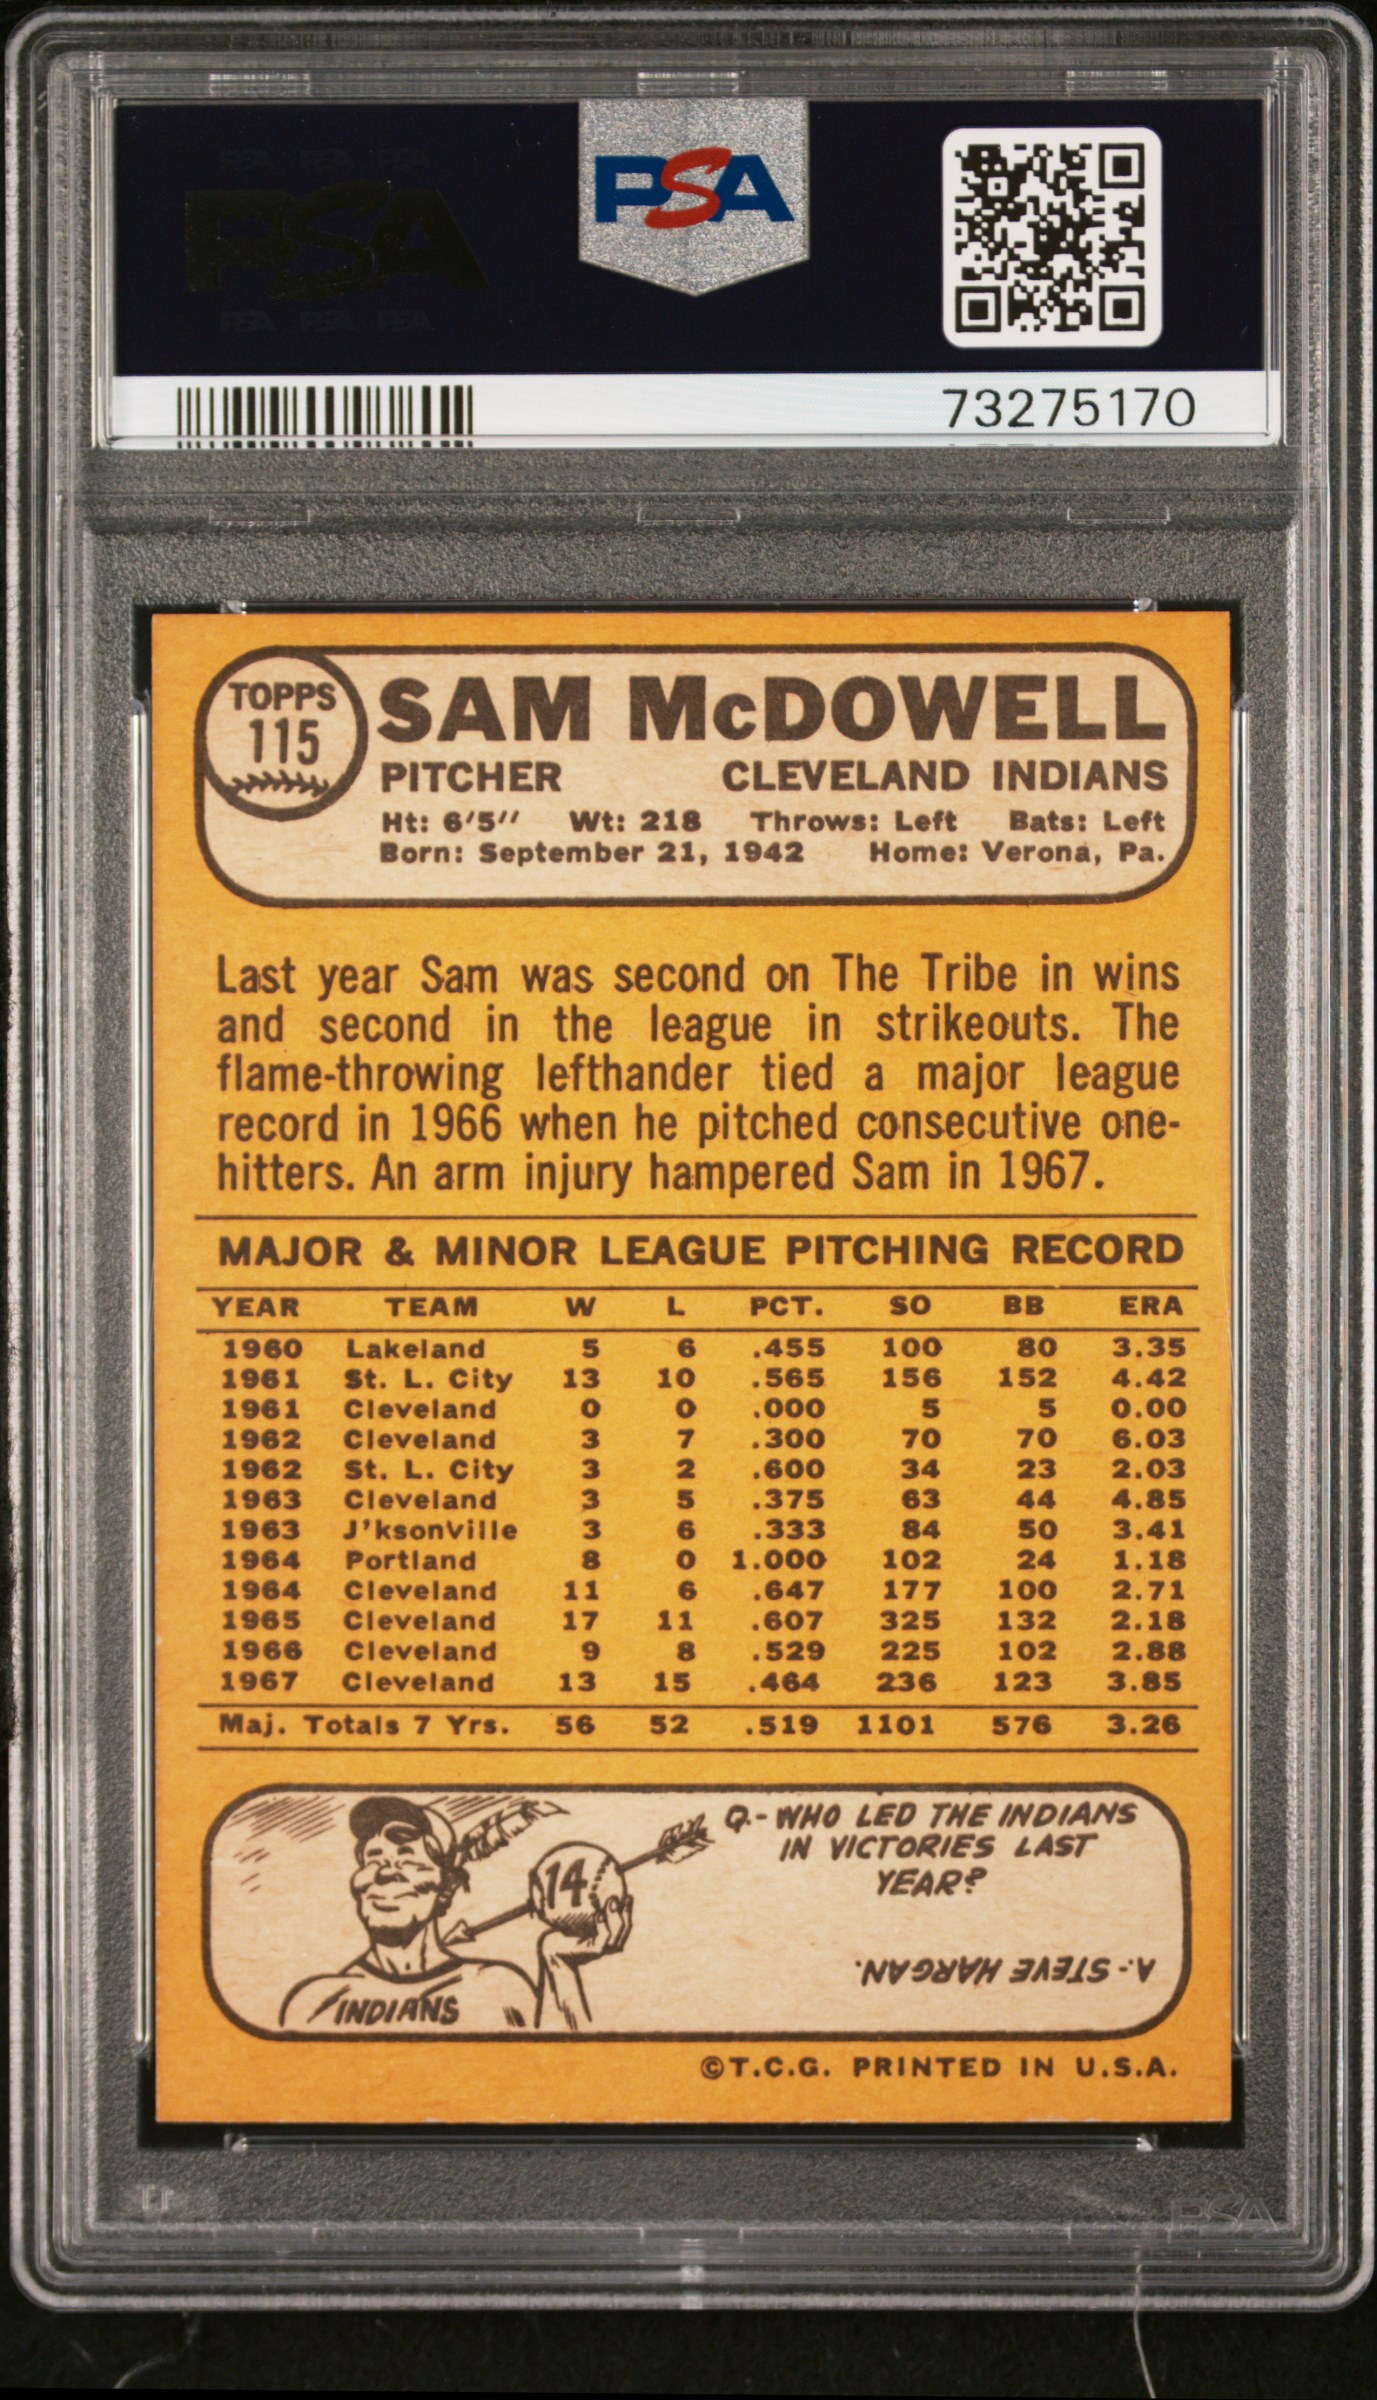 PSA PSA PSA
PSA
PSA PSA PSA
PSA
73275170
TOPPS
115
SAM McDOWELL
PITCHER CLEVELAND INDIANS
Ht: 6'5" Wt: 218 Throws: Left Bats: Left
Born: September 21, 1942 Home: Verona, Pa.
Last year Sam was second on The Tribe in wins
and second in the league in strikeouts. The
flame-throwing lefthander tied a major league
record in 1966 when he pitched consecutive one-
hitters. An arm injury hampered Sam in 1967.
MAJOR & MINOR LEAGUE PITCHING RECORD
YEAR TEAM W L PCT. SO BB ERA
1960 Lakeland 5 6 .455 100 80 3.35
1961 St. L. City 13 10 .565 156 152 4.42
1961 Cleveland 0 0 .000 5 5 0.00
1962 Cleveland 3 7 .300 70 70 6.03
1962 St. L. City 3 2 .600 34 23 2.03
1963 Cleveland 3 5 .375 63 44 4.85
1963 J'ksonville 3 6 .333 84 50 3.41
1964 Portland 8 0 1.000 102 24 1.18
1964 Cleveland 11 6 .647 177 100 2.71
1965 Cleveland 17 11 .607 325 132 2.18
1966 Cleveland 9 8 .529 225 102 2.88
1967 Cleveland 13 15 .464 236 123 3.85
Maj. Totals 7 Yrs. 56 52 .519 1101 576 3.26
14
INDIANS
Q.- WHO LED THE INDIANS
IN VICTORIES LAST
YEAR?
A.- STEVE HARGAN.
©T.C.G. PRINTED IN U.S.A.
PSA